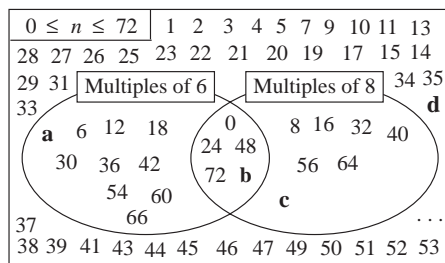 0 ≤ n ≤ 72 1 2 3 4 5 7 9 10 11 13
28 27 26 25 23 22 21 20 19 17 15 14
29 31 Multiples of 6 Multiples of 8 34 35
33 d
a 6 12 18 0 8 16 32 40
24 48
30 36 42 72 b 56 64
54 60 c
66
37 . . .
38 39 41 43 44 45 46 47 49 50 51 52 53